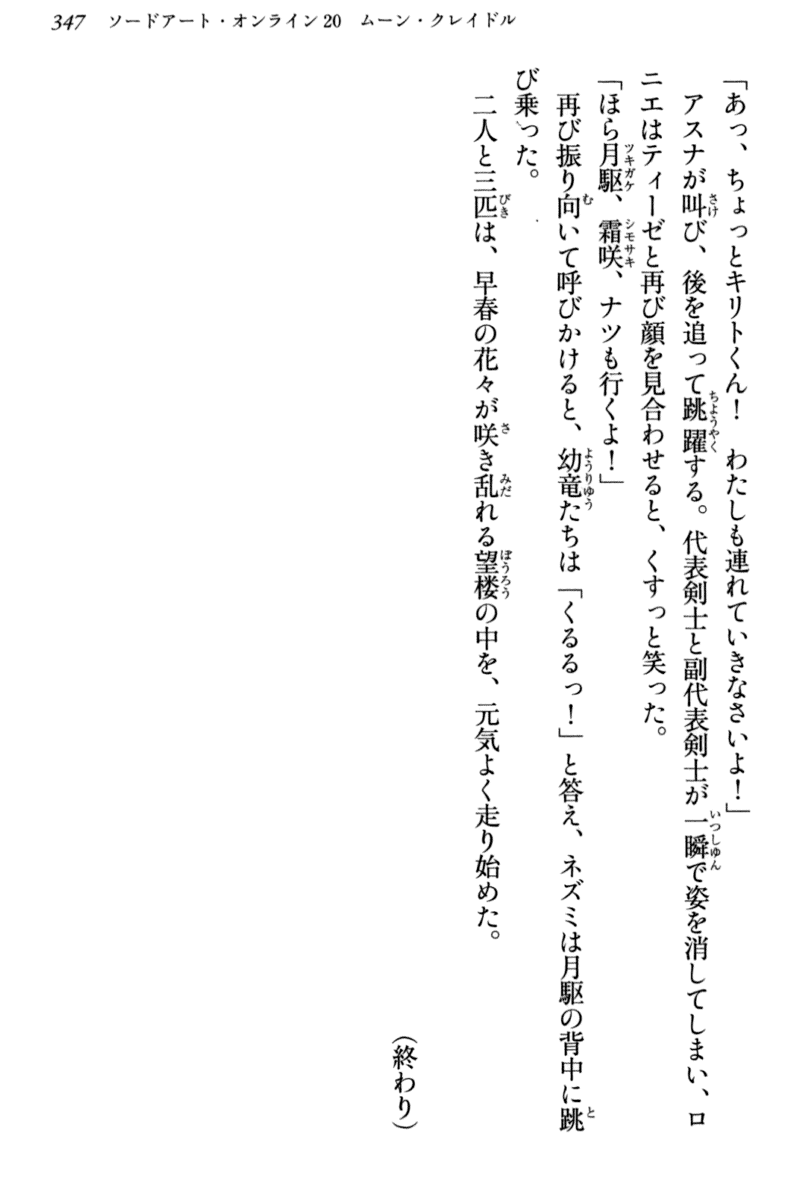 347 ソードアート・オンライン20 ムーン・クレイドル
「あっ、ちょっとキリトくん！ わたしも連れていきなさいよ！」
アスナが叫び、後を追って跳躍する。代表剣士と副代表剣士が一瞬で姿を消してしまい、ロ
ニエはティーゼと再び顔を見合わせると、くすっと笑った。
「ほら月駆、霜咲、ナツも行くよ！」
再び振り向いて呼びかけると、幼竜たちは「くるるっ！」と答え、ネズミは月駆の背中に跳
び乗った。
二人と三匹は、早春の花々が咲き乱れる望楼の中を、元気よく走り始めた。
（終わり）